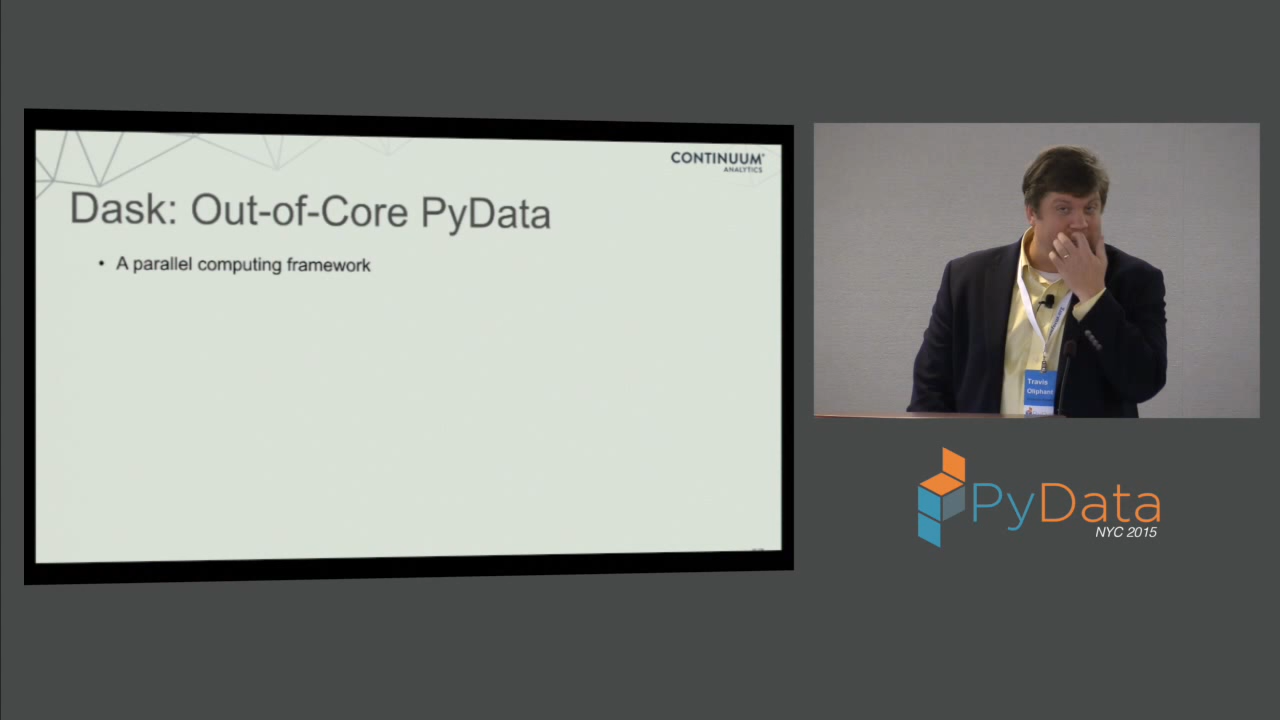 CONTINUUM
ANALYTICS
Dask: Out-of-Core PyData
• A parallel computing framework
Travis
Oliphant
PyData
NYC 2015